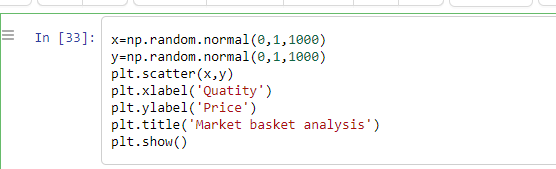 In [33]:
x=np.random.normal(0,1,1000)
y=np.random.normal(0,1,1000)
plt.scatter(x,y)
plt.xlabel('Quatity')
plt.ylabel('Price')
plt.title('Market basket analysis')
plt.show()